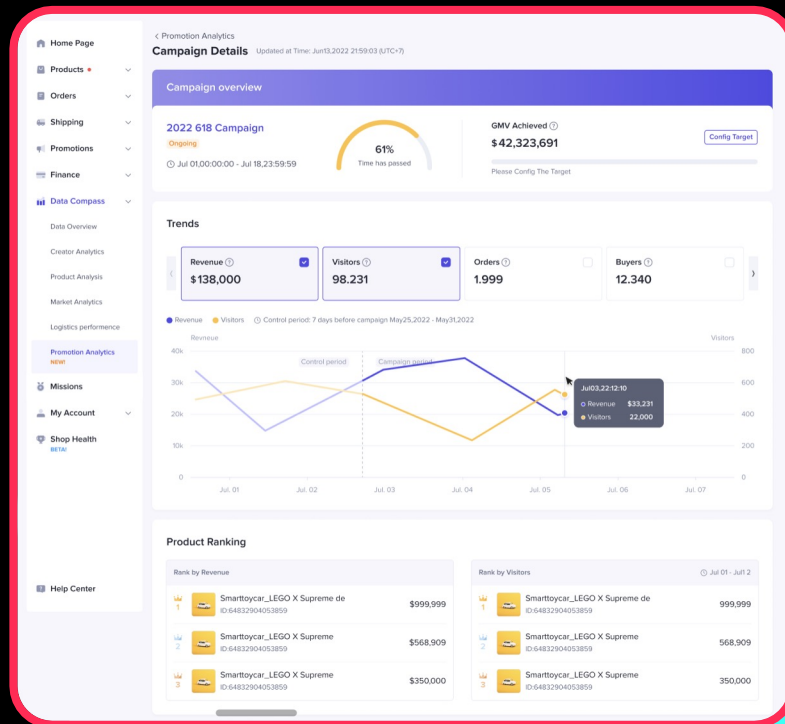 Home Page
Products
Orders
Shipping
Promotions
Finance
Data Compass
Data Overview
Creator Analytics
Product Analysis
Market Analytics
Logistics performance
Promotion Analytics
NEW!
Missions
My Account
Shop Health
BETA!
Help Center
< Promotion Analytics
Campaign Details Updated at Time: Jun13,2022 21:59:03 (UTC+7)
Campaign overview
2022 618 Campaign
Ongoing
Jul 01,00:00:00 - Jul 18,23:59:59
61%
Time has passed
GMV Achieved ?
$42,323,691
Config Target
Please Config The Target
Trends
Revenue ?
$138,000
Visitors ?
98.231
Orders ?
1.999
Buyers ?
12.340
Revenue Visitors Control period: 7 days before campaign May25,2022 - May31,2022
Revneue Visitors
Control period Campaign period
40k 800
30k 600
20k 400
10k 200
0 0
Jul03,22:12:10
Revenue $33,231
Visitors 22,000
Jul. 01 Jul. 02 Jul. 03 Jul. 04 Jul. 05 Jul. 06 Jul. 07
Product Ranking
Rank by Revenue
1 Smarttoycar_LEGO X Supreme de $999,999
ID:64832904053859
2 Smarttoycar_LEGO X Supreme $568,909
ID:64832904053859
3 Smarttoycar_LEGO X Supreme $350,000
ID:64832904053859
Rank by Visitors Jul 01 - Jul1 2
1 Smarttoycar_LEGO X Supreme de 999,999
ID:64832904053859
2 Smarttoycar_LEGO X Supreme 568,909
ID:64832904053859
3 Smarttoycar_LEGO X Supreme 350,000
ID:64832904053859